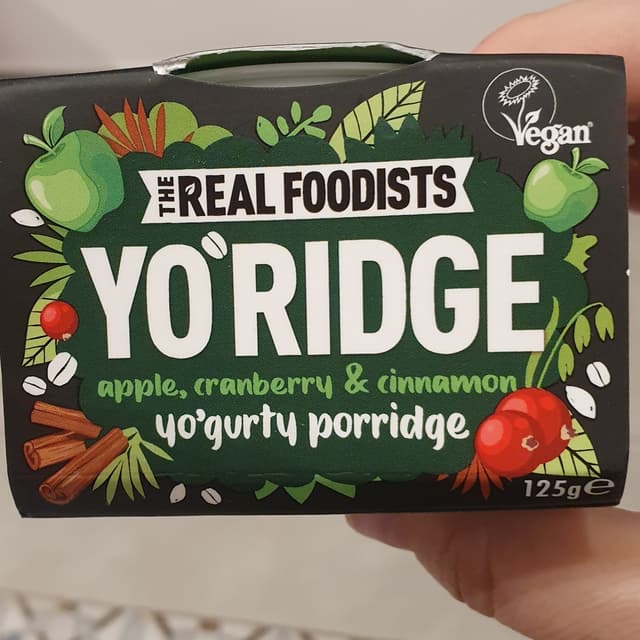 Vegan
THE REAL FOODISTS
YO'RIDGE
apple, cranberry & cinnamon
yo'gurty porridge
125g℮